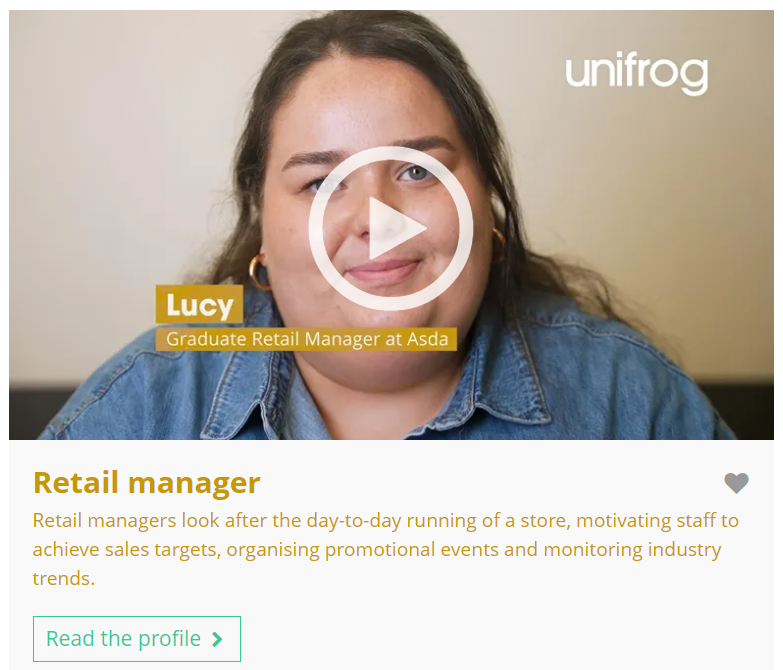 unifrog
Lucy
Graduate Retail Manager at Asda
Retail manager
Retail managers look after the day-to-day running of a store, motivating staff to
achieve sales targets, organising promotional events and monitoring industry
trends.
Read the profile